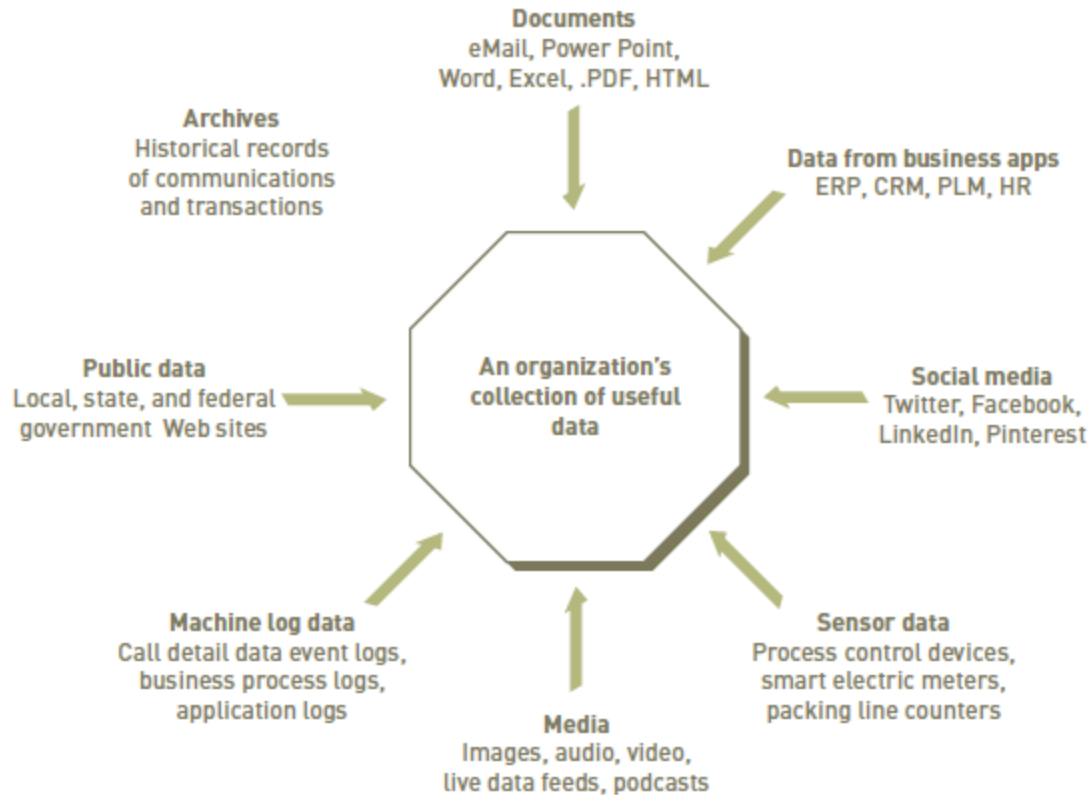 Documents
eMail, Power Point,
Word, Excel, .PDF, HTML
Archives
Historical records
of communications
and transactions
Data from business apps
ERP, CRM, PLM, HR
Public data
Local, state, and federal
government Web sites
An organization's
collection of useful
data
Social media
Twitter, Facebook,
LinkedIn, Pinterest
Machine log data
Call detail data event logs,
business process logs,
application logs
Media
Images, audio, video,
live data feeds, podcasts
Sensor data
Process control devices,
smart electric meters,
packing line counters